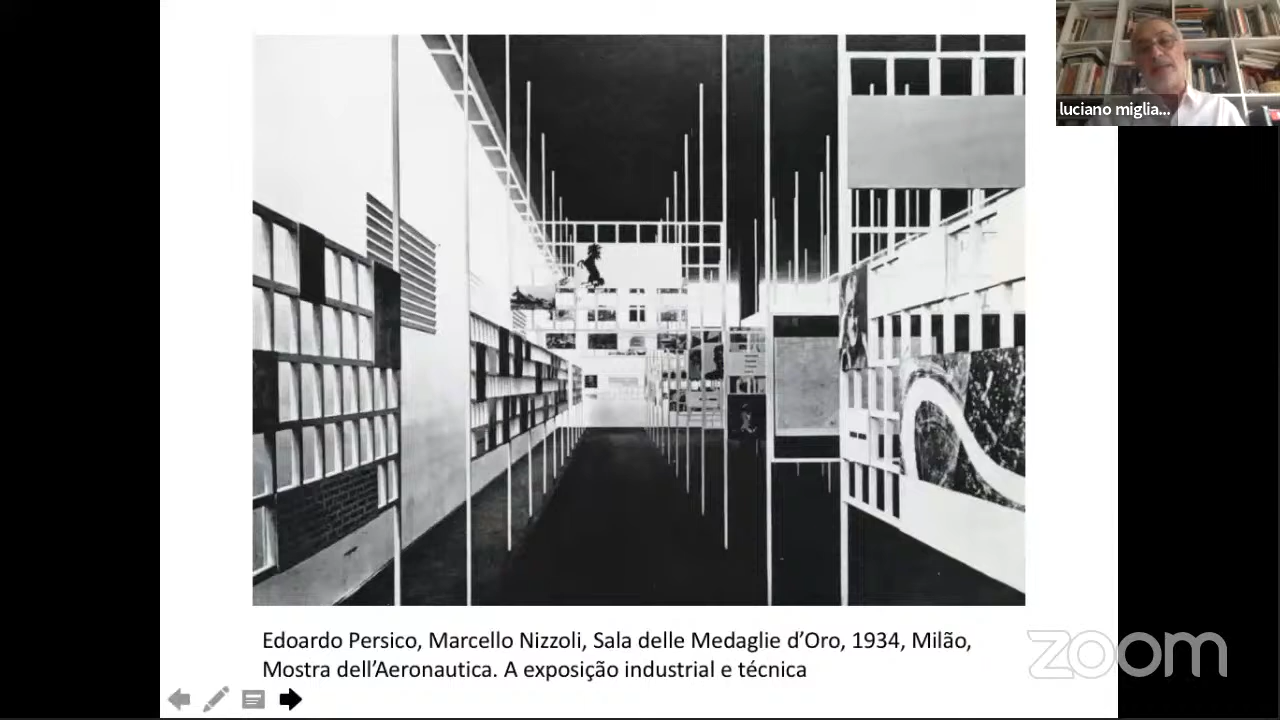 luciano miglia...
Edoardo Persico, Marcello Nizzoli, Sala delle Medaglie d’Oro, 1934, Milão,
Mostra dell’Aeronautica. A exposição industrial e técnica
zoom